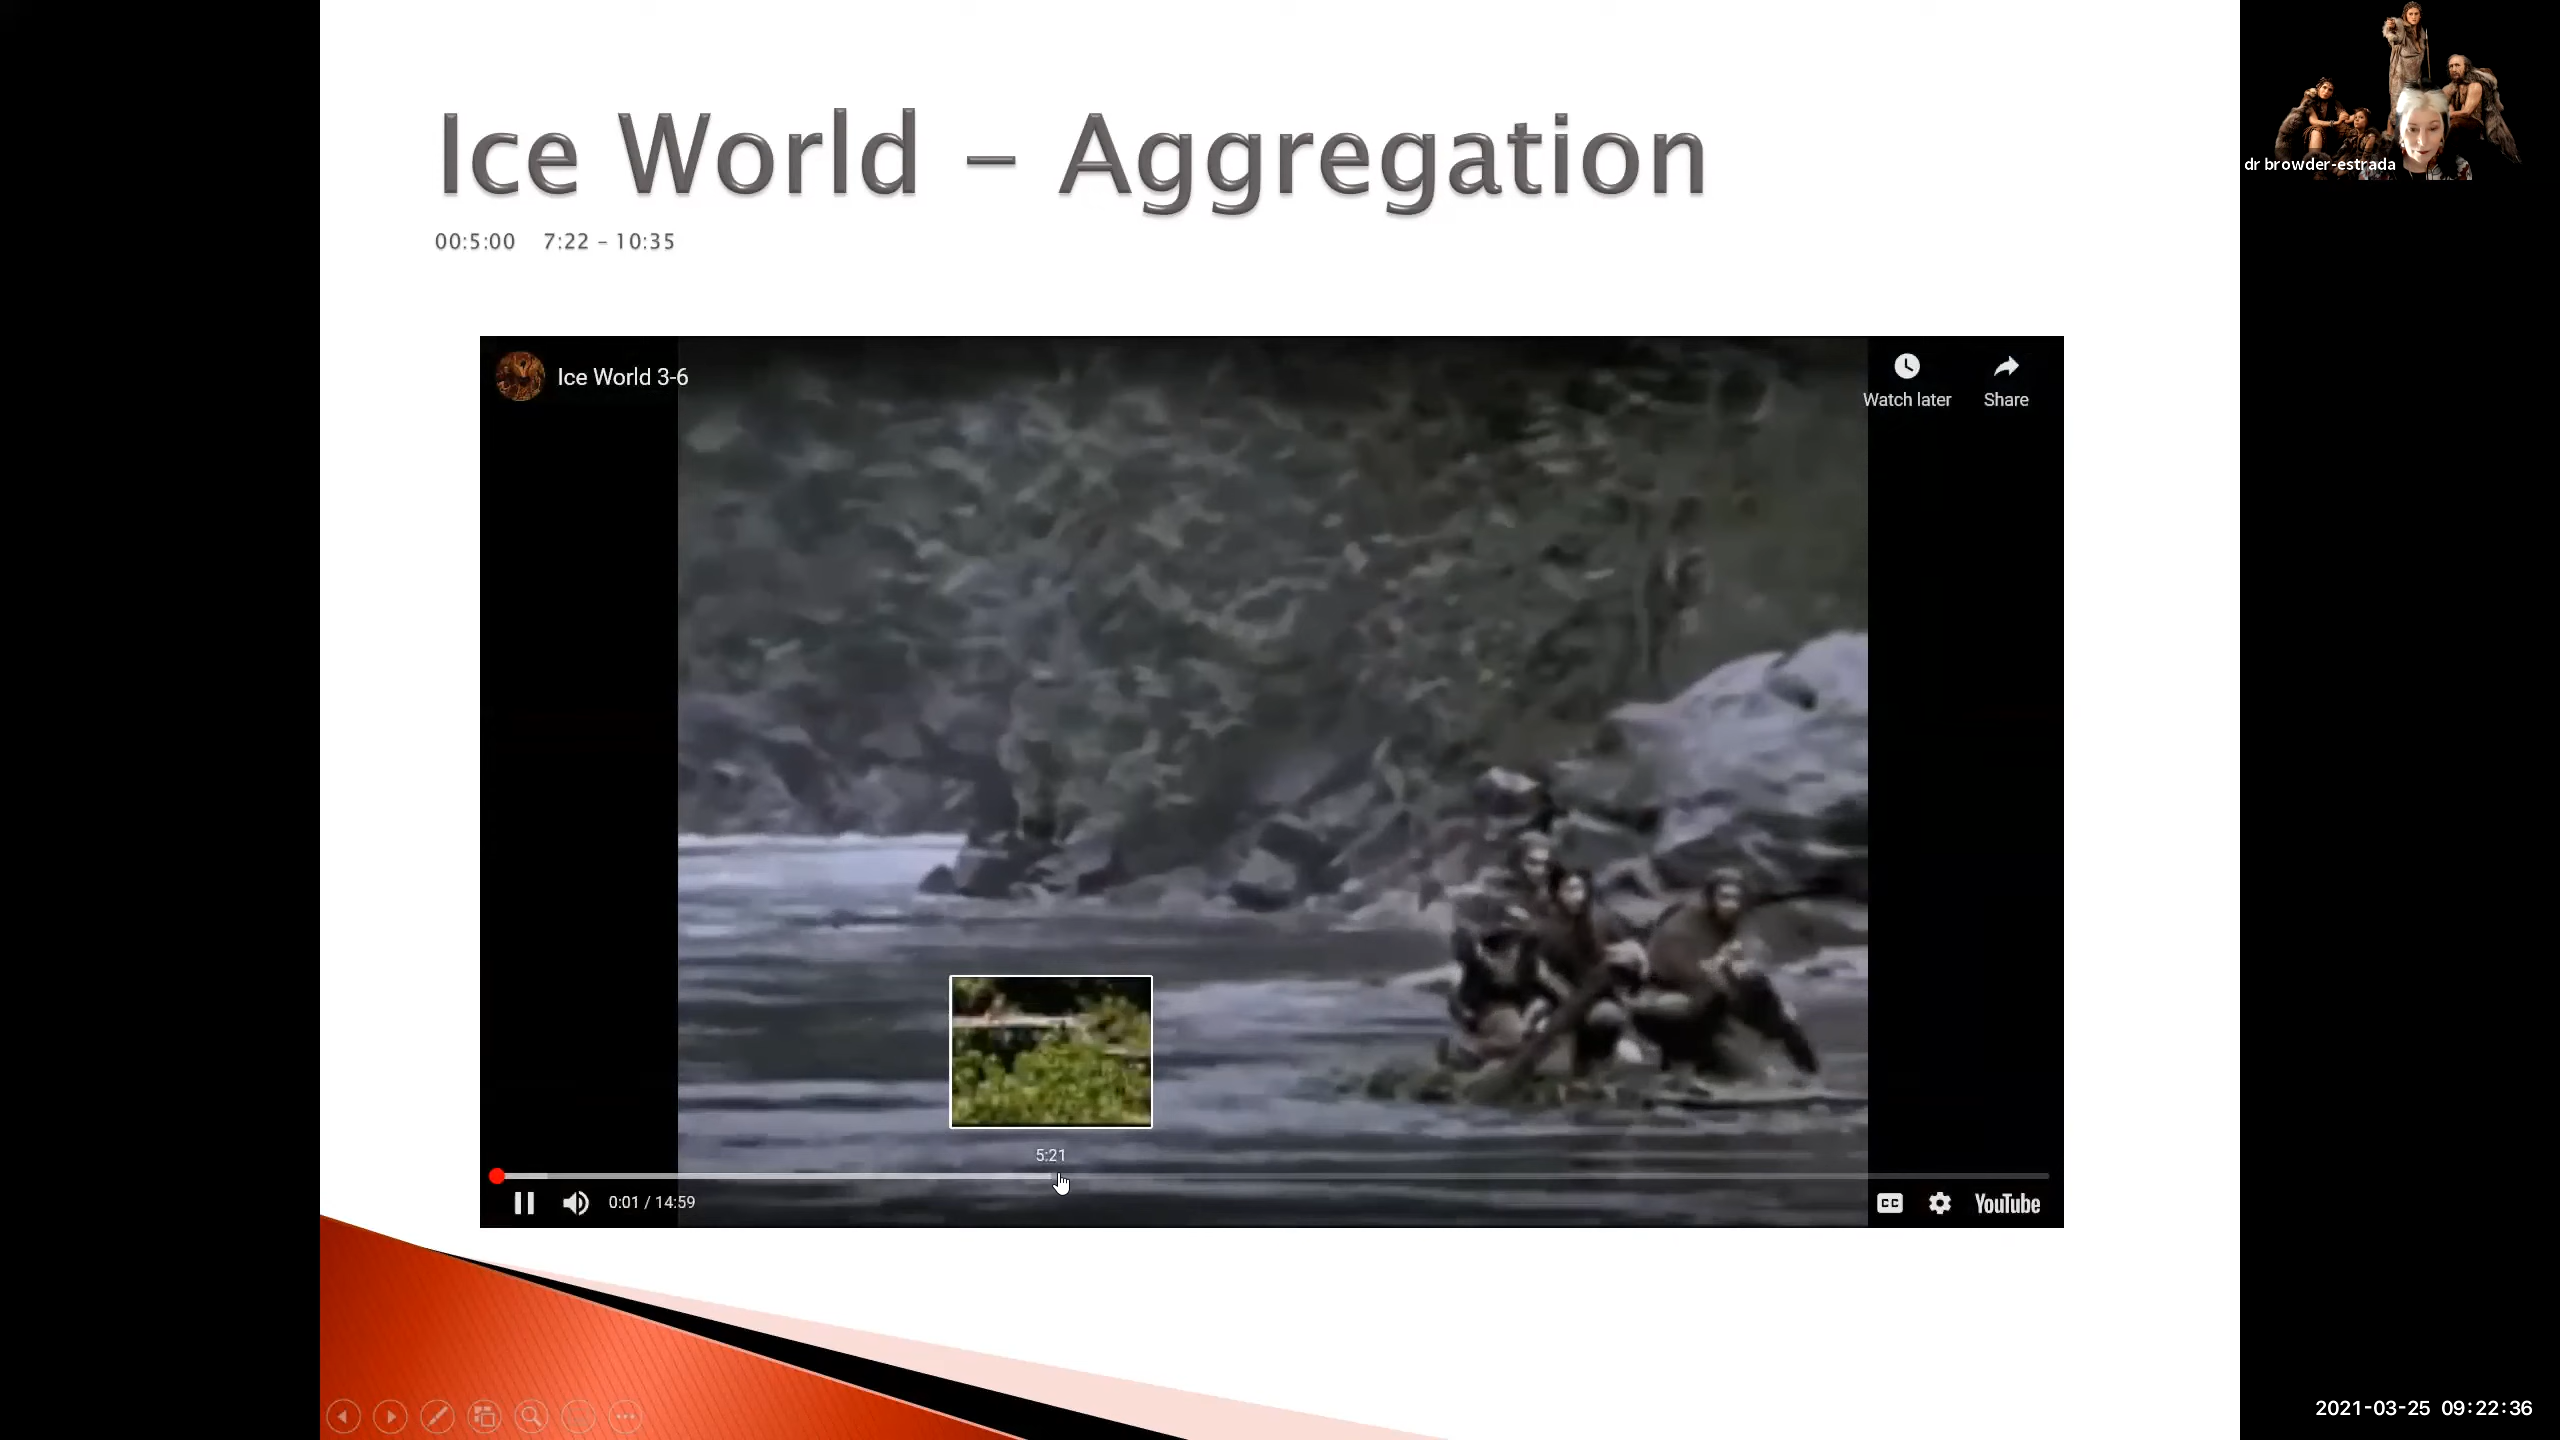 Ice World – Aggregation
00:5:00 7:22 – 10:35
dr browder-estrada
Ice World 3-6
Watch later
Share
5:21
0:01 / 14:59
CC
YouTube
2021-03-25 09:22:36